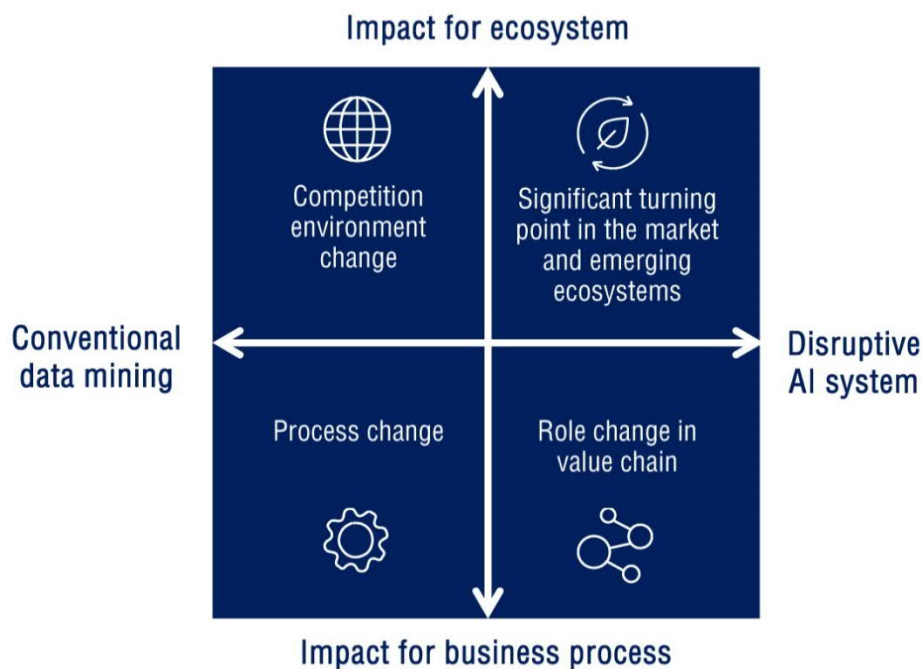 Impact for ecosystem
Competition
environment
change
Significant turning
point in the market
and emerging
ecosystems
Conventional
data mining
Disruptive
AI system
Process change
Role change in
value chain
Impact for business process